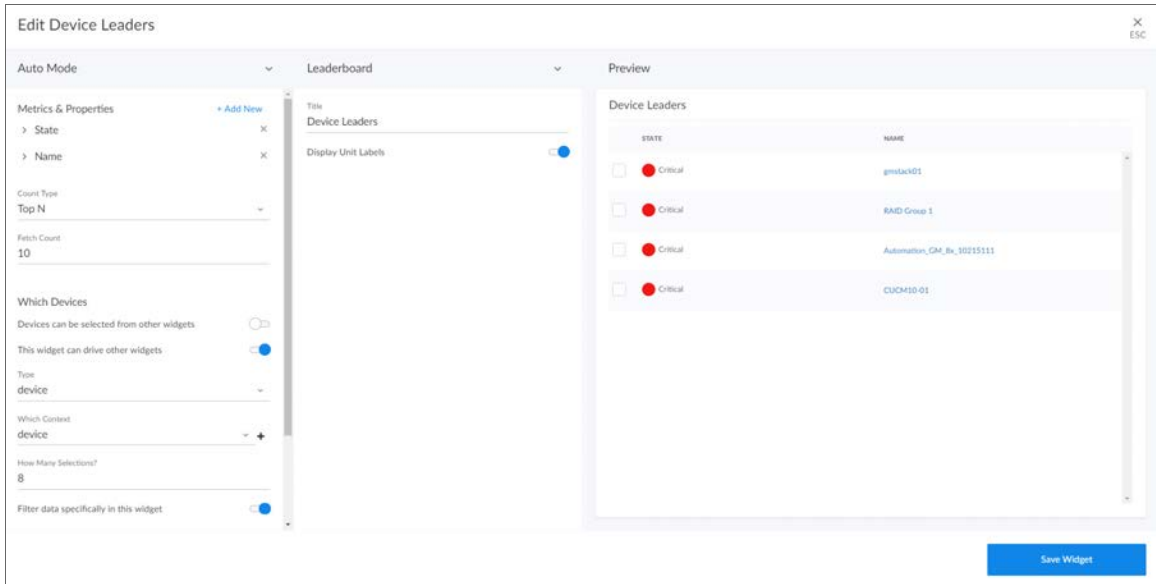 Edit Device Leaders
ESC
Auto Mode
Leaderboard
Preview
Metrics & Properties
+ Add New
State
Name
Count Type
Top N
Fetch Count
10
Which Devices
Devices can be selected from other widgets
This widget can drive other widgets
Type
device
Which Context
device
How Many Selections?
8
Filter data specifically in this widget
Title
Device Leaders
Display Unit Labels
Device Leaders
STATE NAME
Critical gmstack01
Critical RAID Group 1
Critical Automation_GM_8x_10215111
Critical CUCM10-01
Save Widget